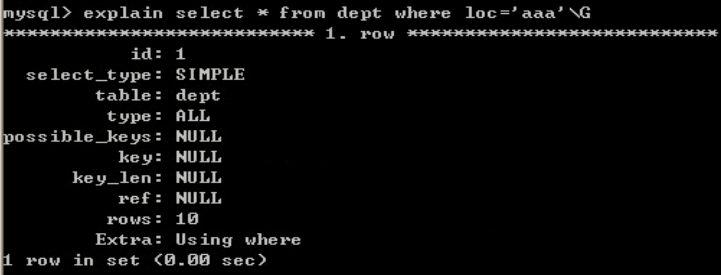 mysql> explain select * from dept where loc='aaa'\G
*************************** 1. row ***************************
id: 1
select_type: SIMPLE
table: dept
type: ALL
possible_keys: NULL
key: NULL
key_len: NULL
ref: NULL
rows: 10
Extra: Using where
1 row in set (0.00 sec)